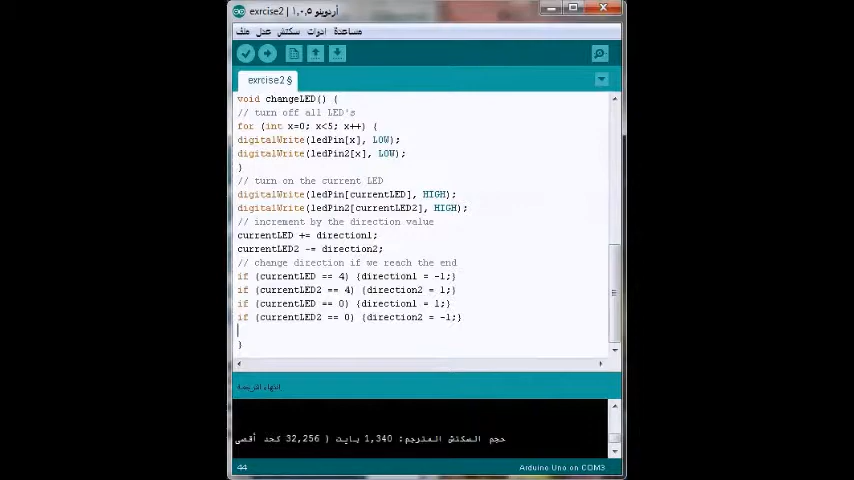 exrcise2 | أردوينو ١,٠,٥
ملف عدل سكتش ادوات مساعدة
exrcise2 §
void changeLED() {
// turn off all LED's
for (int x=0; x<5; x++) {
digitalWrite(ledPin[x], LOW);
digitalWrite(ledPin2[x], LOW);
}
// turn on the current LED
digitalWrite(ledPin[currentLED], HIGH);
digitalWrite(ledPin2[currentLED2], HIGH);
// increment by the direction value
currentLED += direction1;
currentLED2 -= direction2;
// change direction if we reach the end
if (currentLED == 4) {direction1 = -1;}
if (currentLED2 == 4) {direction2 = 1;}
if (currentLED == 0) {direction1 = 1;}
if (currentLED2 == 0) {direction2 = -1;}
}
حجم السكتش المترجم: 1,340 بايت ( 32,256 كحد أقصى
44
Arduino Uno on COM3